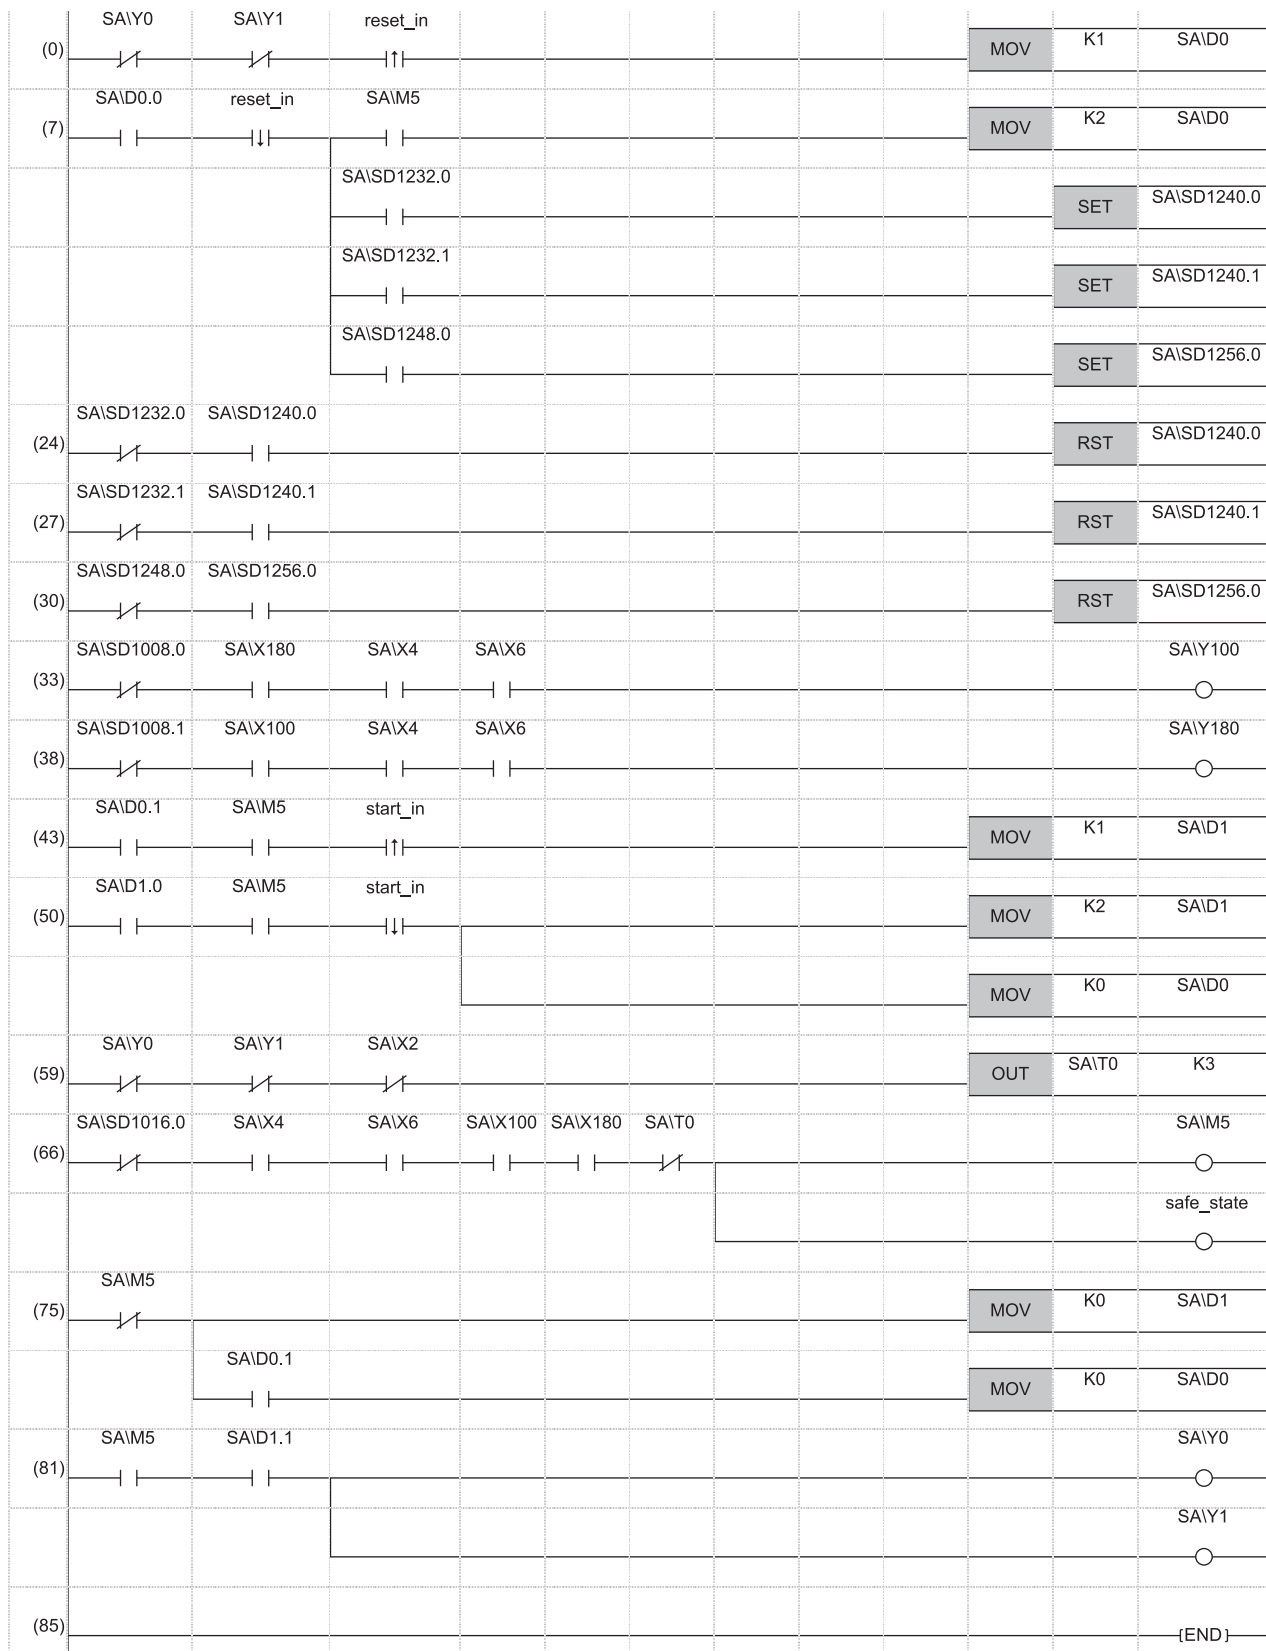 SA\Y0 SA\Y1 reset_in
(0) MOV K1 SA\D0
SA\D0.0 reset_in SA\M5
(7) MOV K2 SA\D0
SA\SD1232.0
SET SA\SD1240.0
SA\SD1232.1
SET SA\SD1240.1
SA\SD1248.0
SET SA\SD1256.0
SA\SD1232.0 SA\SD1240.0
(24) RST SA\SD1240.0
SA\SD1232.1 SA\SD1240.1
(27) RST SA\SD1240.1
SA\SD1248.0 SA\SD1256.0
(30) RST SA\SD1256.0
SA\SD1008.0 SA\X180 SA\X4 SA\X6 SA\Y100
(33)
SA\SD1008.1 SA\X100 SA\X4 SA\X6 SA\Y180
(38)
SA\D0.1 SA\M5 start_in
(43) MOV K1 SA\D1
SA\D1.0 SA\M5 start_in
(50) MOV K2 SA\D1
MOV K0 SA\D0
SA\Y0 SA\Y1 SA\X2
(59) OUT SA\T0 K3
SA\SD1016.0 SA\X4 SA\X6 SA\X100 SA\X180 SA\T0 SA\M5
(66)
safe_state
SA\M5
(75) MOV K0 SA\D1
SA\D0.1
MOV K0 SA\D0
SA\M5 SA\D1.1 SA\Y0
(81)
SA\Y1
(85) [END]